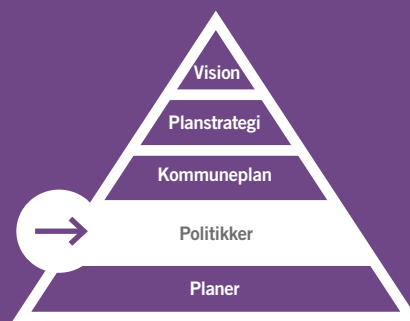 Vision
Planstrategi
Kommuneplan
Politikker
Planer